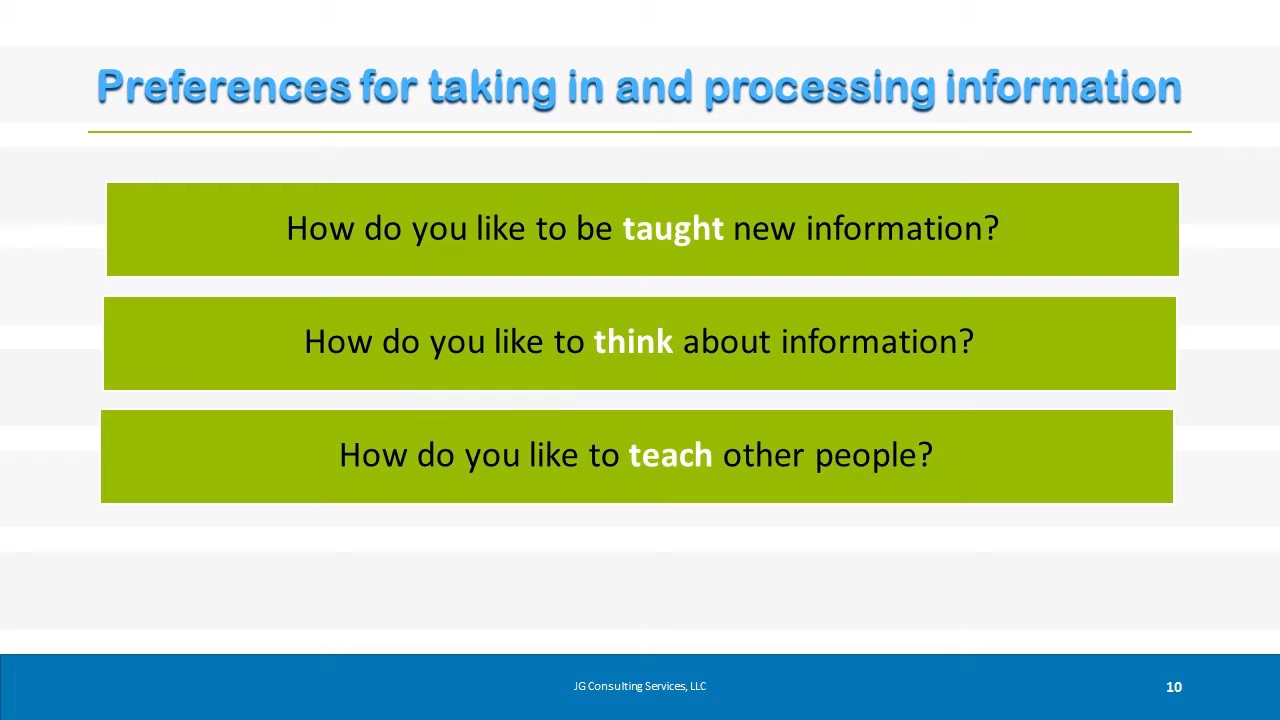 Preferences for taking in and processing information
How do you like to be taught new information?
How do you like to think about information?
How do you like to teach other people?
JG Consulting Services, LLC
10